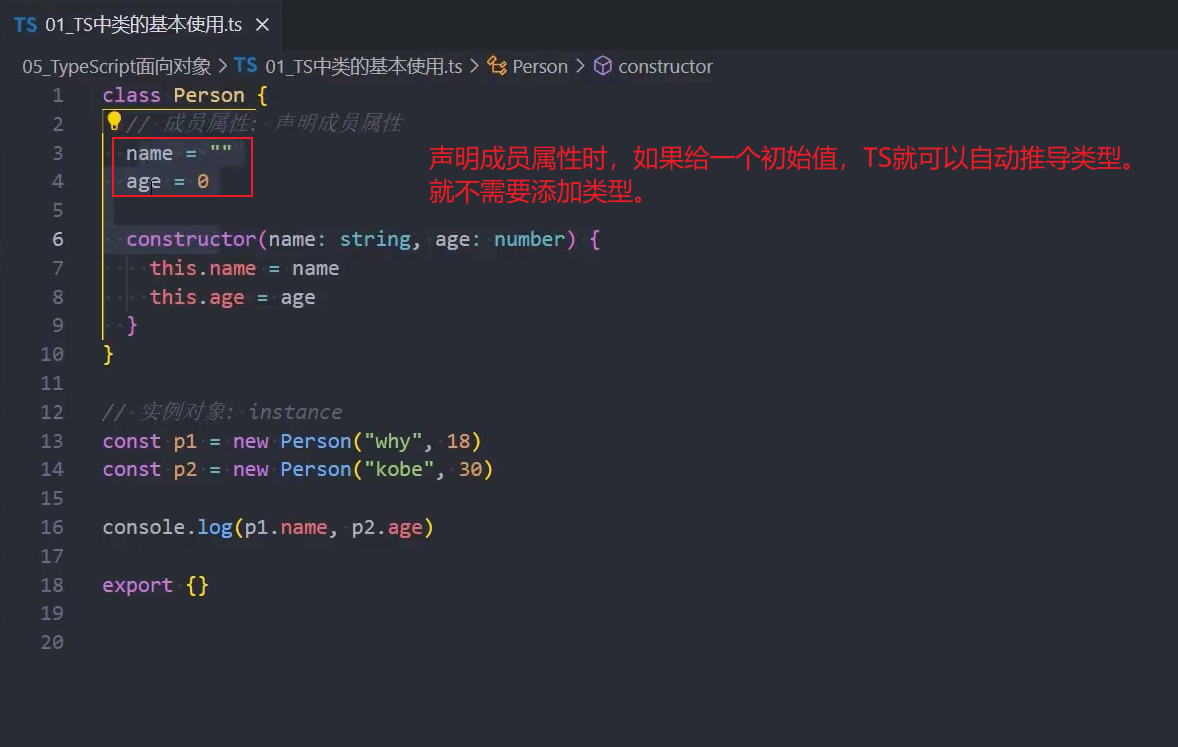 TS 01_TS中类的基本使用.ts ×
05_TypeScript面向对象 > TS 01_TS中类的基本使用.ts > Person > constructor
1 class Person {
2 // 成员属性: 声明成员属性
3 name = ""
4 age = 0
声明成员属性时，如果给一个初始值，TS就可以自动推导类型。
就不需要添加类型。
5
6 constructor(name: string, age: number) {
7 this.name = name
8 this.age = age
9 }
10 }
11
12 // 实例对象: instance
13 const p1 = new Person("why", 18)
14 const p2 = new Person("kobe", 30)
15
16 console.log(p1.name, p2.age)
17
18 export {}
19
20